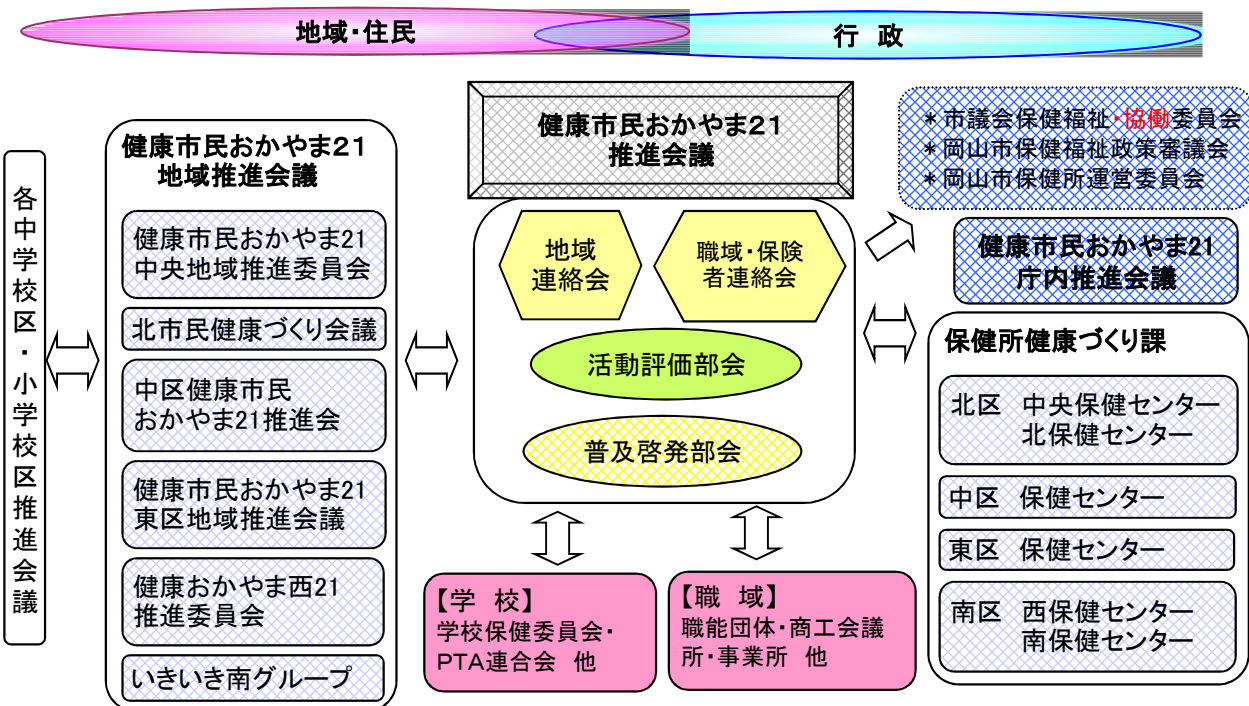 地域・住民
行 政
各中学校区・小学校区推進会議
健康市民おかやま21
地域推進会議
健康市民おかやま21
中央地域推進委員会
北市民健康づくり会議
中区健康市民
おかやま21推進会
健康市民おかやま21
東区地域推進会議
健康おかやま西21
推進委員会
いきいき南グループ
健康市民おかやま21
推進会議
地域
連絡会
職域・保険
者連絡会
活動評価部会
普及啓発部会
【学 校】
学校保健委員会・
PTA連合会 他
【職 域】
職能団体・商工会議
所・事業所 他
＊市議会保健福祉・協働委員会
＊岡山市保健福祉政策審議会
＊岡山市保健所運営委員会
健康市民おかやま21
庁内推進会議
保健所健康づくり課
北区 中央保健センター
北保健センター
中区 保健センター
東区 保健センター
南区 西保健センター
南保健センター